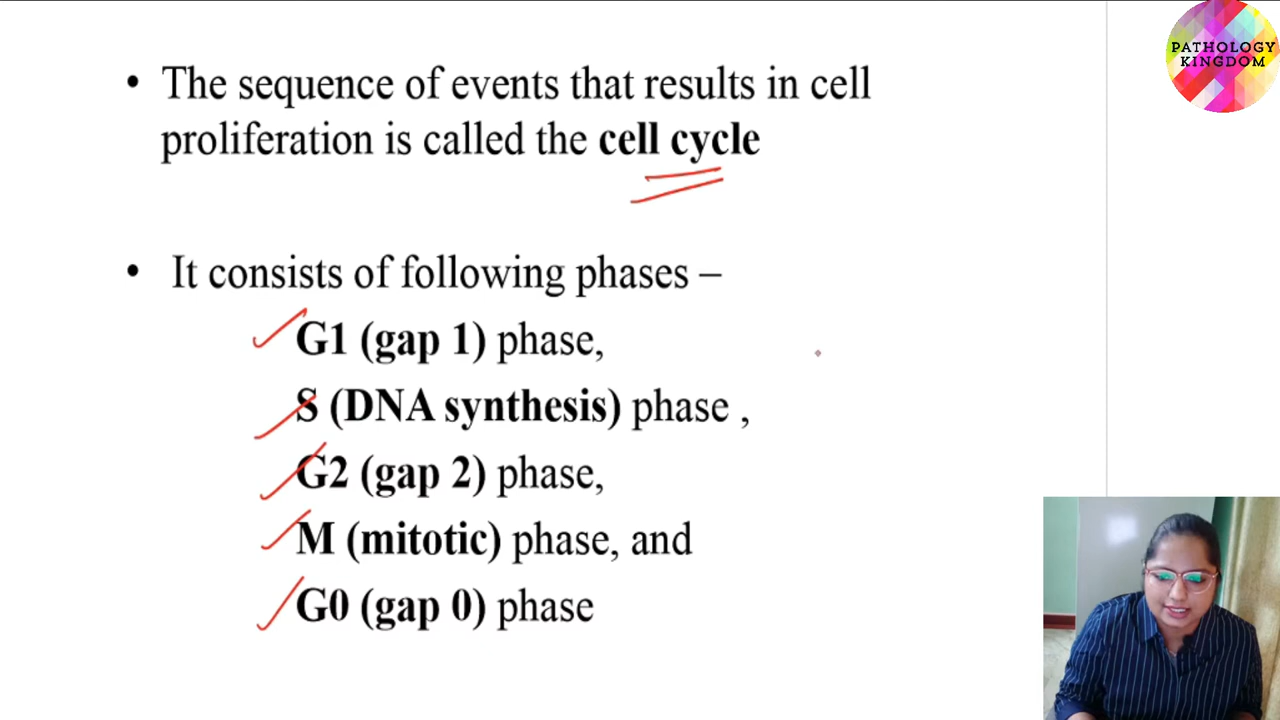 PATHOLOGY
KINGDOM
• The sequence of events that results in cell
proliferation is called the cell cycle
• It consists of following phases –
G1 (gap 1) phase,
S (DNA synthesis) phase ,
G2 (gap 2) phase,
M (mitotic) phase, and
G0 (gap 0) phase